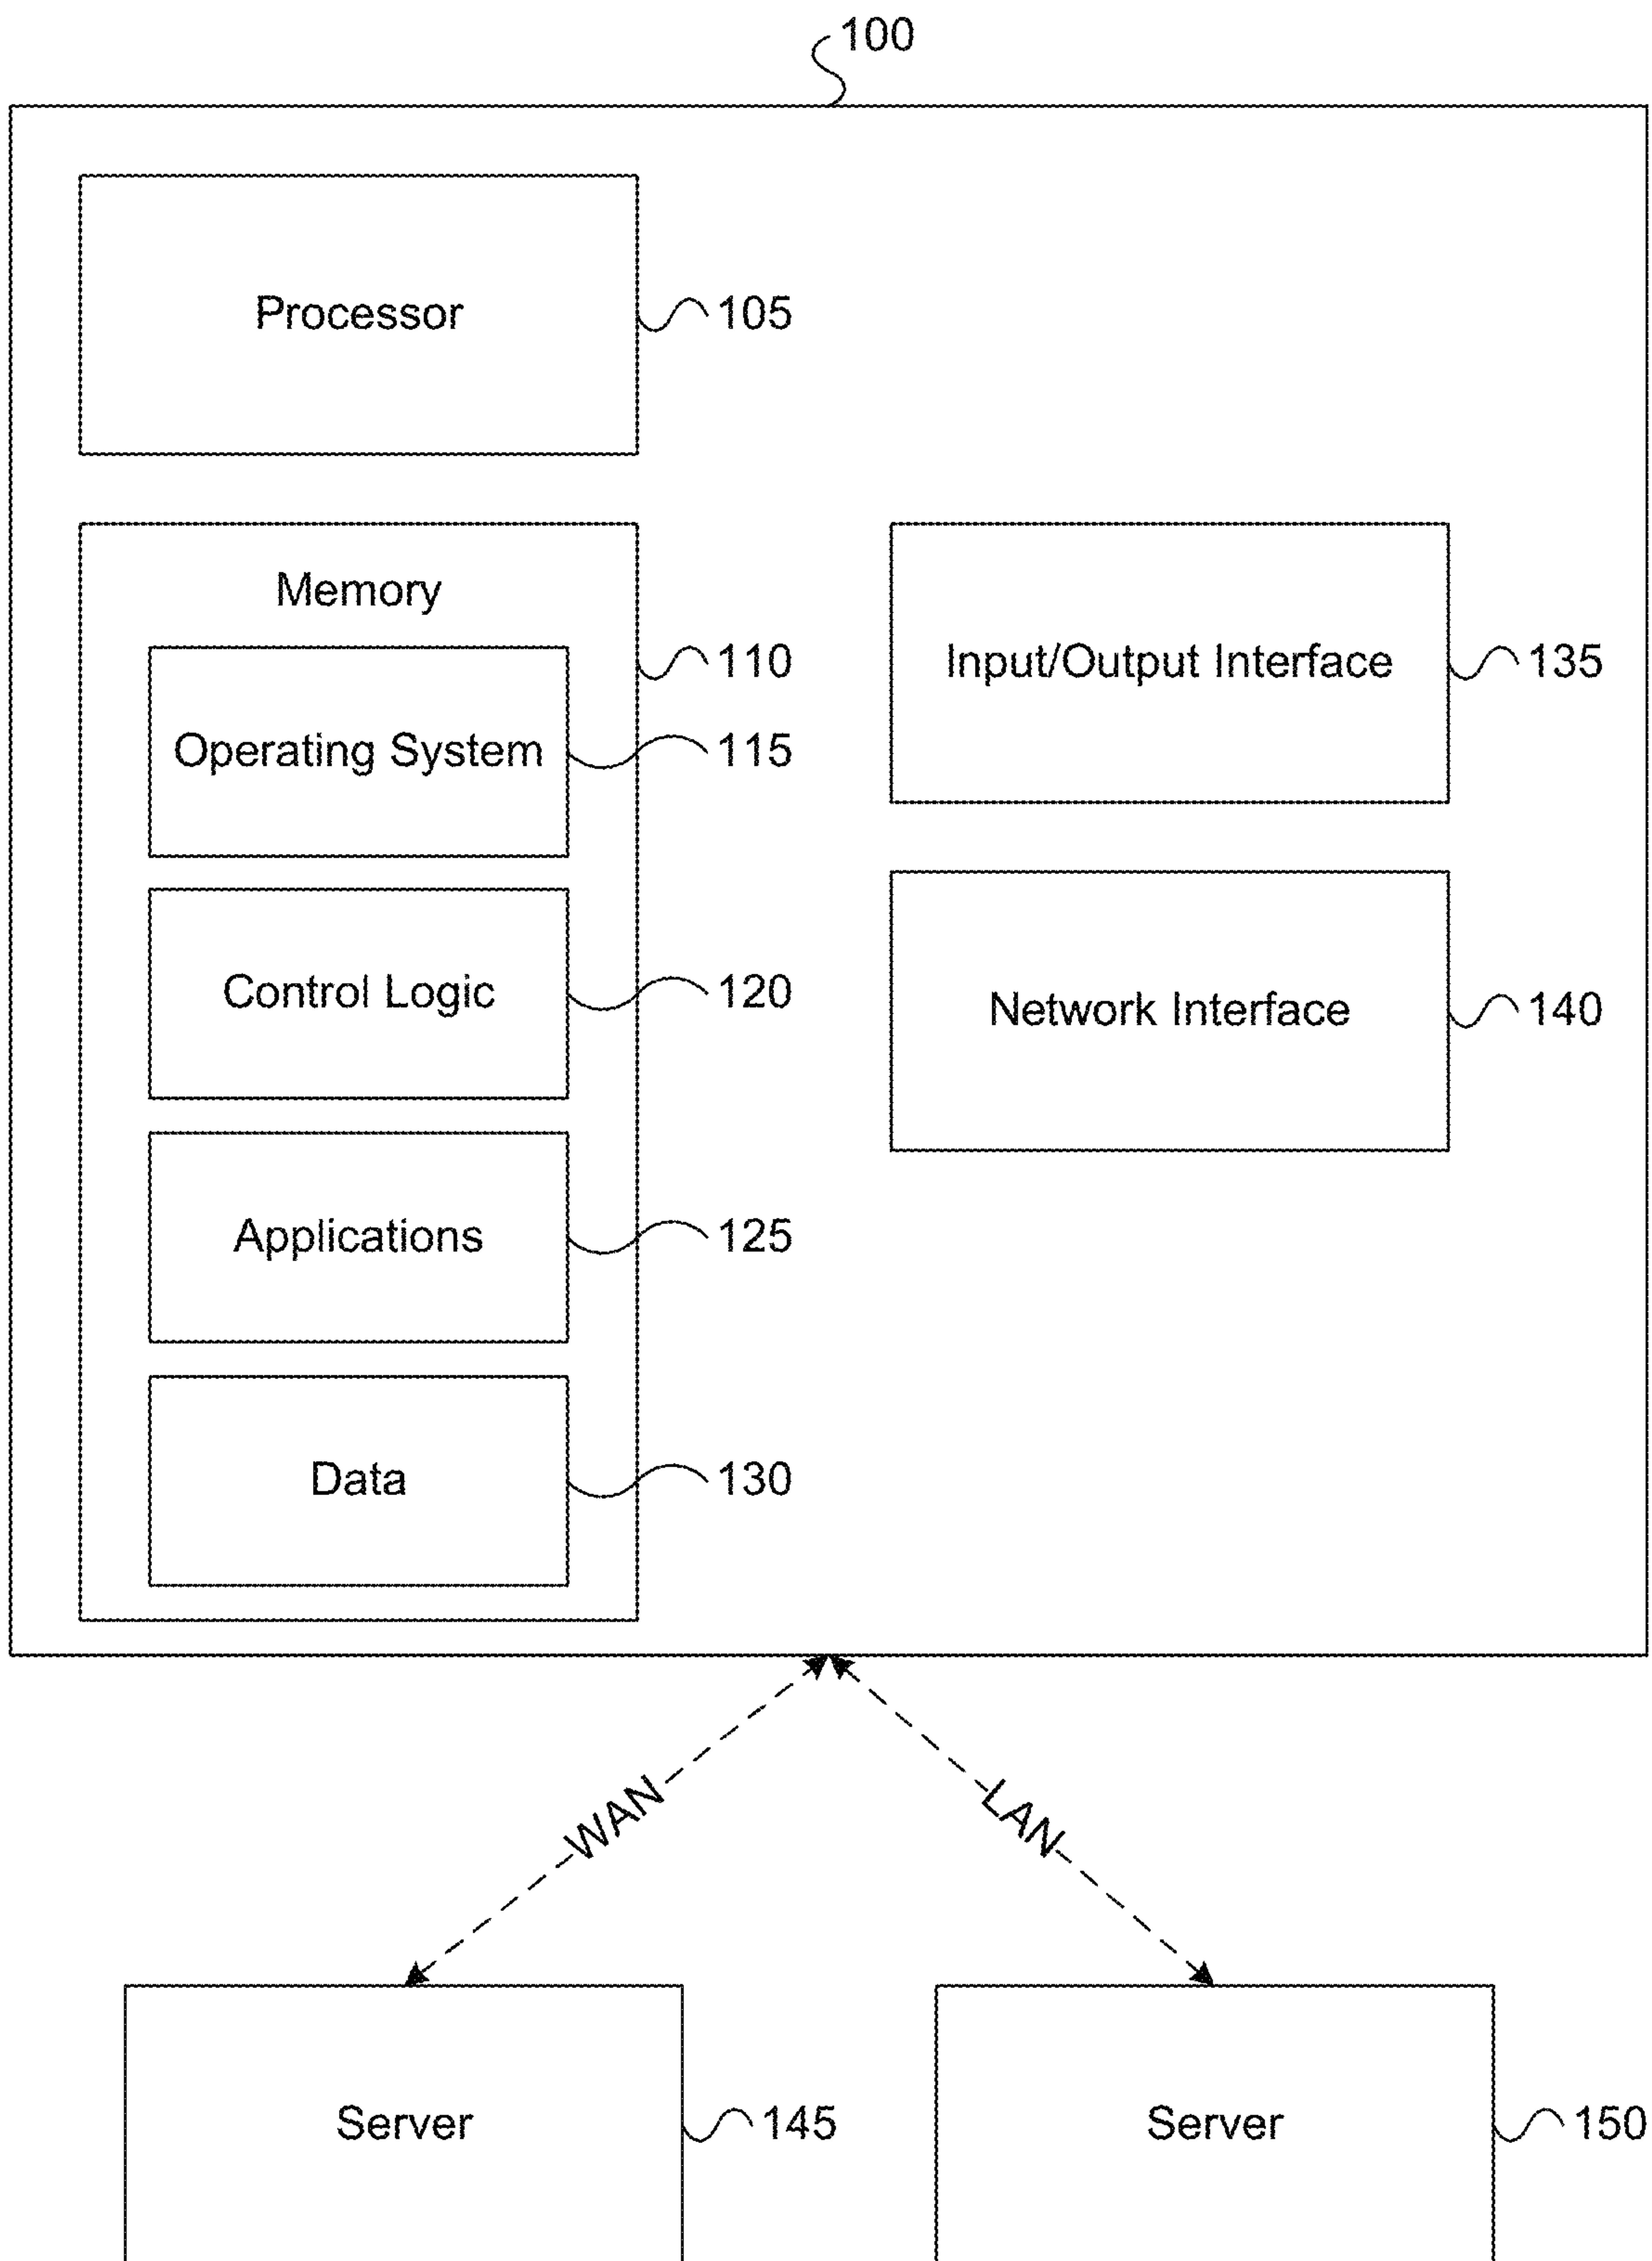 100
Processor
105
Memory
110
Operating System
115
Control Logic
120
Applications
125
Data
130
Input/Output Interface
135
Network Interface
140
WAN
LAN
Server
145
Server
150